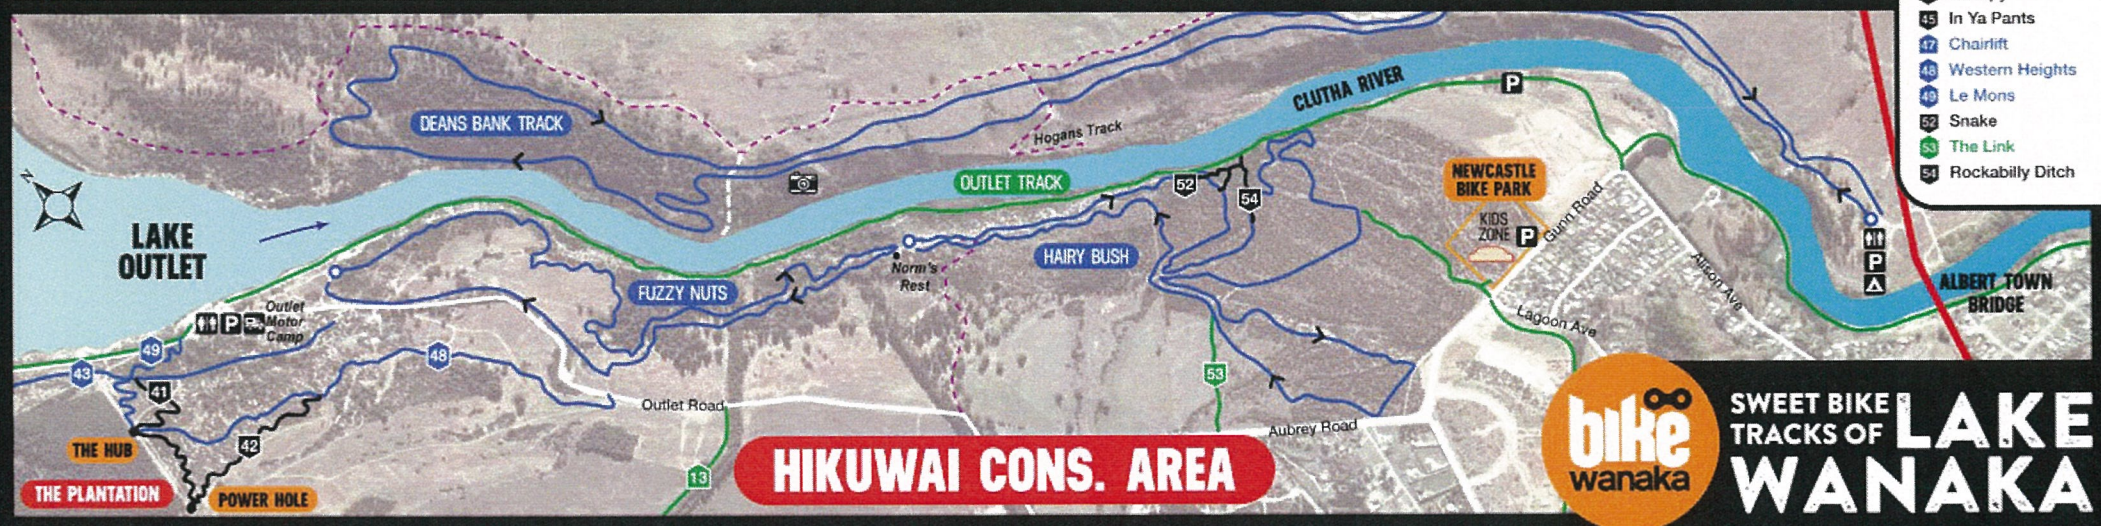 45 In Ya Pants
47 Chairlift
48 Western Heights
49 Le Mons
52 Snake
53 The Link
54 Rockabilly Ditch
DEANS BANK TRACK
CLUTHA RIVER
P
Hogans Track
OUTLET TRACK
52
54
NEWCASTLE
BIKE PARK
KIDS
ZONE
P
Gunn Road
Alison Ave
Lagoon Ave
N
LAKE
OUTLET
HAIRY BUSH
Norm's
Rest
FUZZY NUTS
P
ALBERT TOWN
BRIDGE
Outlet
Motor
Camp
P
49
48
43
41
53
42
Outlet Road
Aubrey Road
THE HUB
13
THE PLANTATION
POWER HOLE
HIKUWAI CONS. AREA
bike
wanaka
SWEET BIKE
TRACKS OF
LAKE
WANAKA